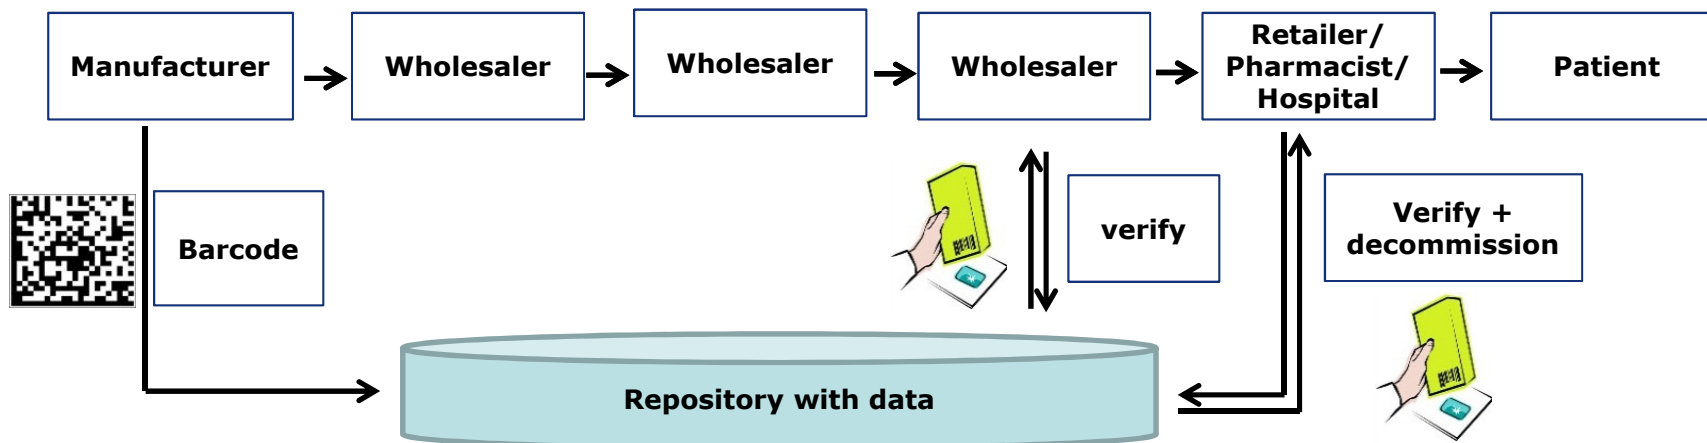 Manufacturer
Wholesaler
Wholesaler
Wholesaler
Retailer/
Pharmacist/
Hospital
Patient
Barcode
verify
Verify +
decommission
Repository with data